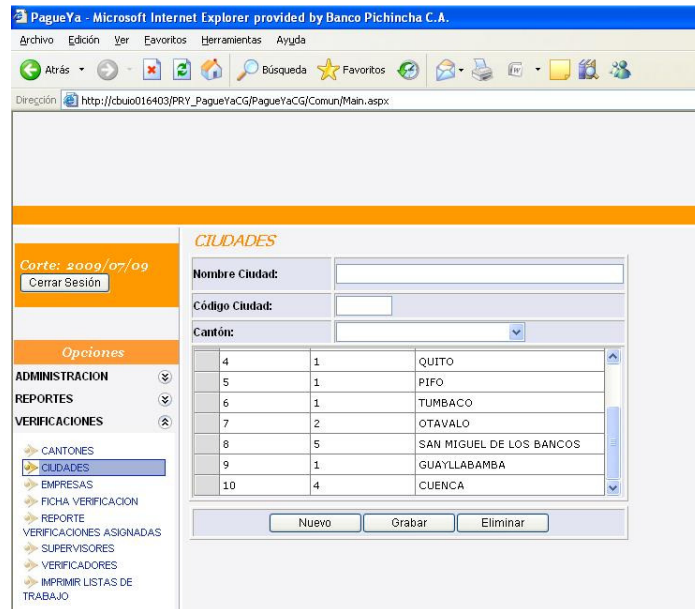 PagueYa - Microsoft Internet Explorer provided by Banco Pichincha C.A.
Archivo Edición Ver Favoritos Herramientas Ayuda
Atrás Búsqueda Favoritos
Dirección http://cbuio016403/PRY_PagueYaCG/PagueYaCG/Comun/Main.aspx
CIUDADES
Corte: 2009/07/09
Cerrar Sesión
Nombre Ciudad:
Código Ciudad:
Cantón:
Opciones
ADMINISTRACION
REPORTES
VERIFICACIONES
CANTONES
CIUDADES
EMPRESAS
FICHA VERIFICACION
REPORTE
VERIFICACIONES ASIGNADAS
SUPERVISORES
VERIFICADORES
IMPRIMIR LISTAS DE
TRABAJO
4 1 QUITO
5 1 PIFO
6 1 TUMBACO
7 2 OTAVALO
8 5 SAN MIGUEL DE LOS BANCOS
9 1 GUAYLLABAMBA
10 4 CUENCA
Nuevo Grabar Eliminar